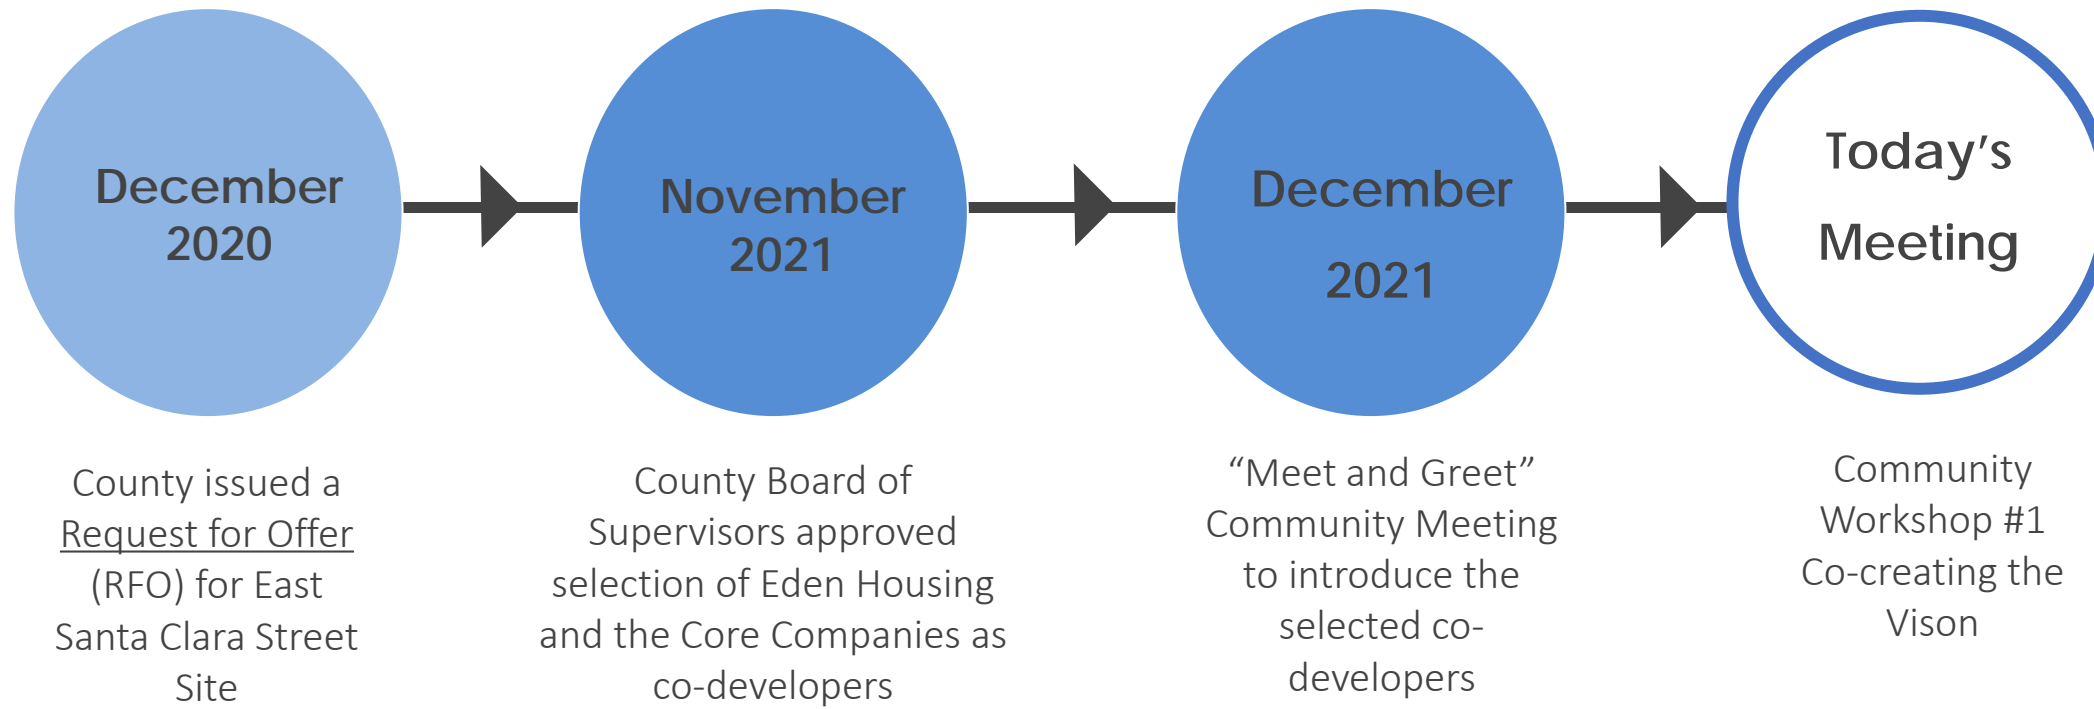 December
2020
November
2021
December
2021
Today's
Meeting
County issued a
Request for Offer
(RFO) for East
Santa Clara Street
Site
County Board of
Supervisors approved
selection of Eden Housing
and the Core Companies as
co-developers
“Meet and Greet”
Community Meeting
to introduce the
selected co-
developers
Community
Workshop #1
Co-creating the
Vison